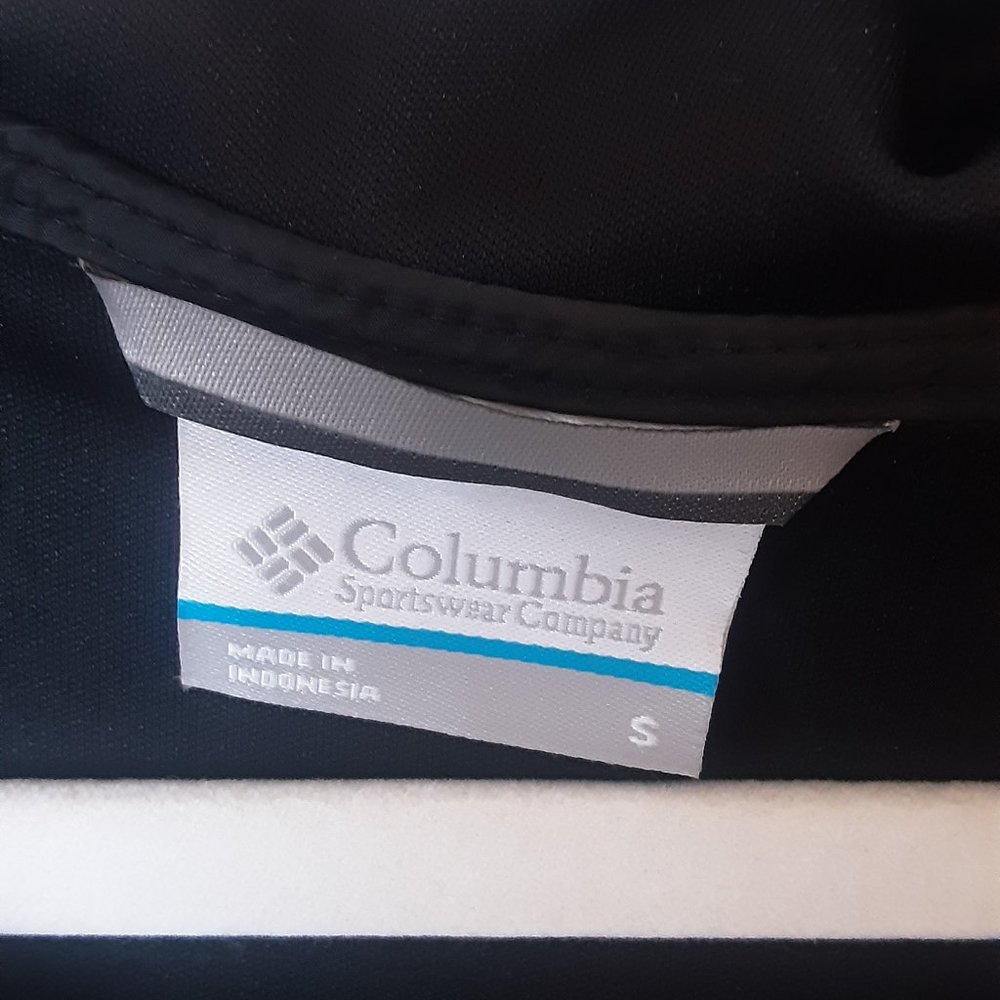 Columbia
Sportswear Company
MADE IN
INDONESIA
S